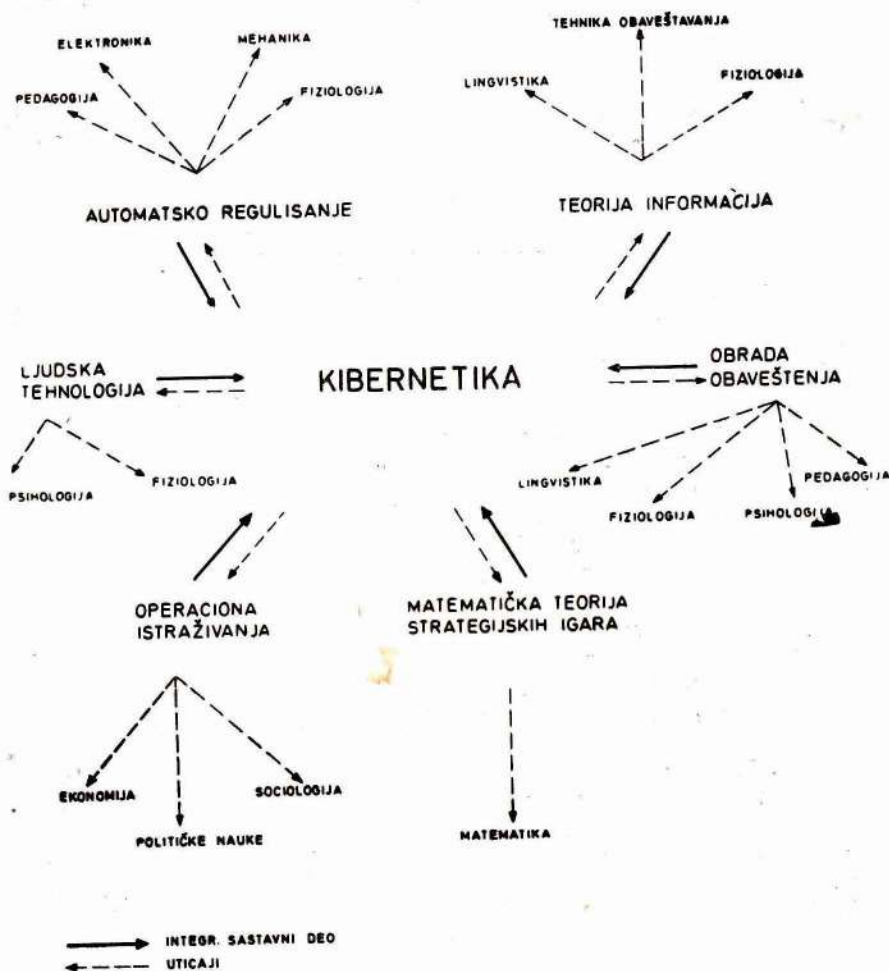 ELEKTRONIKA
MEHANIKA
PEDAGOGIJA
FIZIOLOGIJA
AUTOMATSKO REGULISANJE
TEHNIKA OBAVEŠTAVANJA
LINGVISTIKA
FIZIOLOGIJA
TEORIJA INFORMACIJA
LJUDSKA
TEHNOLOGIJA
KIBERNETIKA
OBRADA
OBAVEŠTENJA
PSIHOLOGIJA
FIZIOLOGIJA
LINGVISTIKA
FIZIOLOGIJA
PSIHOLOGIJA
PEDAGOGIJA
OPERACIONA
ISTRAŽIVANJA
MATEMATIČKA TEORIJA
STRATEGIJSKIH IGARA
EKONOMIJA
POLITIČKE NAUKE
SOCIOLOGIJA
MATEMATIKA
INTEGR. SASTAVNI DEO
UTICAJI